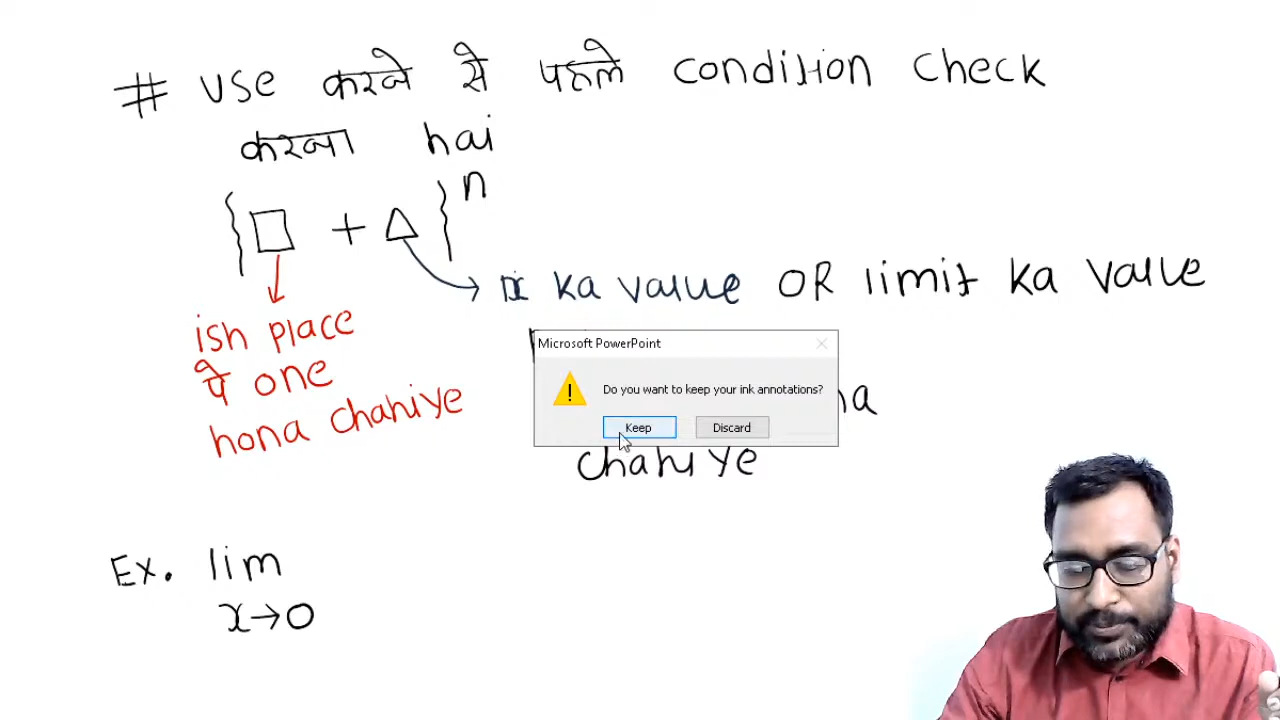 # use करने से पहले condition check
करना hai
{□ + △}ⁿ
x ka value OR limit ka value
ish place
पे one
hona chahiye
Microsoft PowerPoint
Do you want to keep your ink annotations?
Keep Discard
chahiye
Ex. lim
x→0